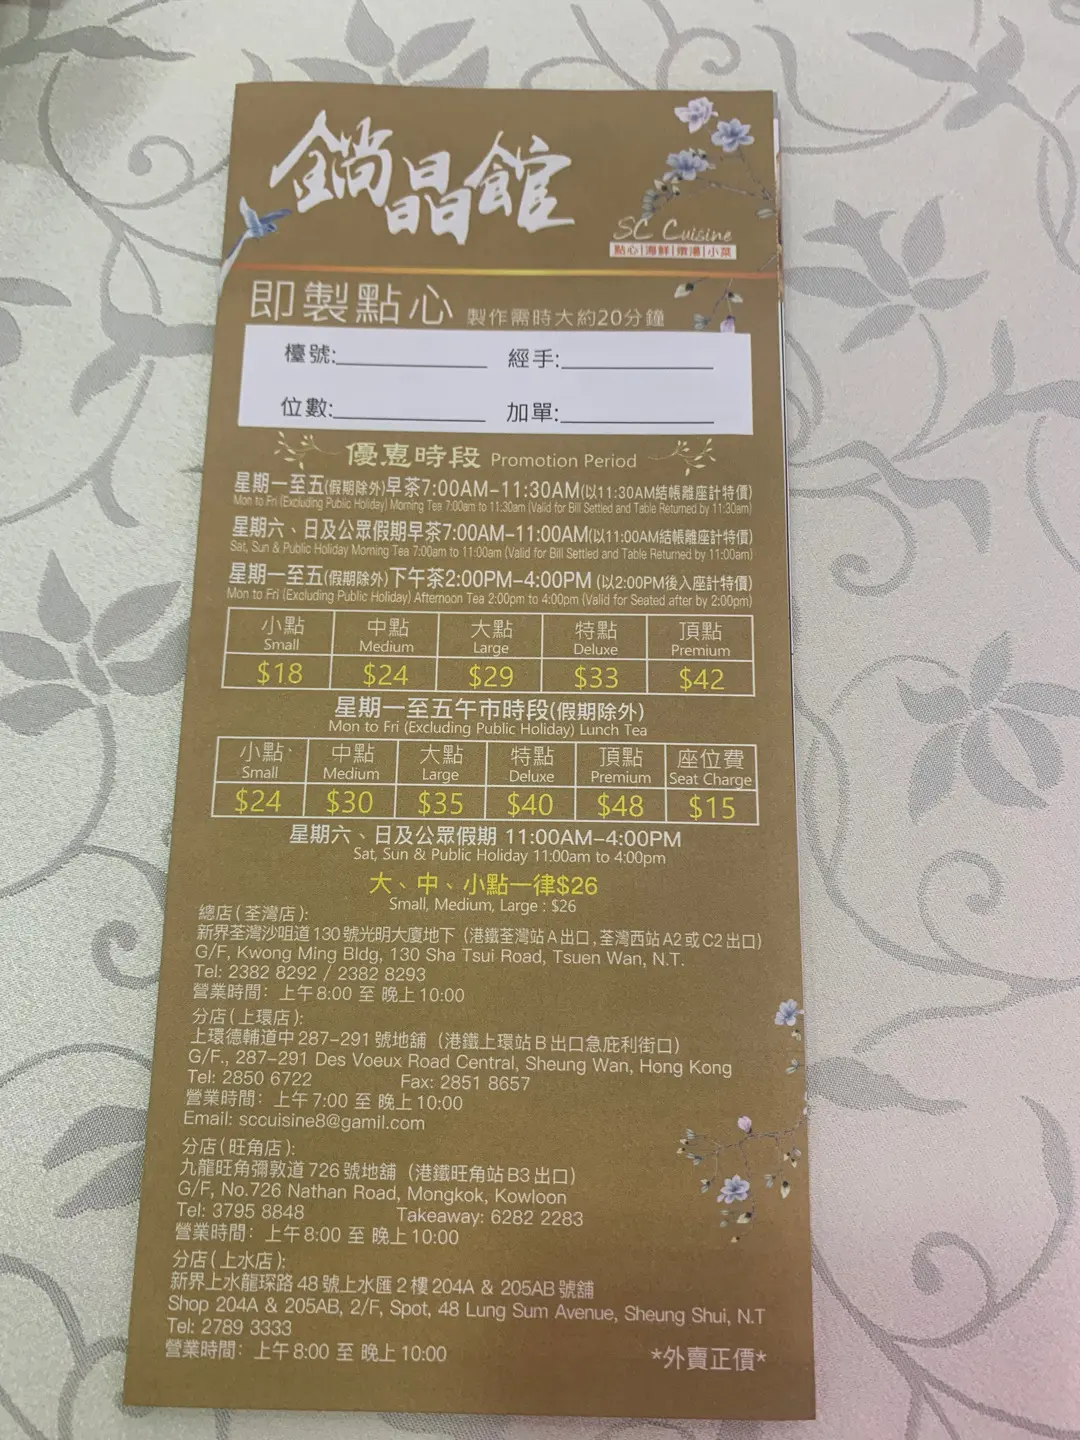 鐺晶館
SC Cuisine
點心|海鮮|燉湯|小菜
即製點心 製作需時大約20分鐘
檯號:__________ 經手:__________
位數:__________ 加單:__________
優惠時段 Promotion Period
星期一至五(假期除外)早茶7:00AM-11:30AM(以11:30AM結帳離座計特價)
Mon to Fri (Excluding Public Holiday) Morning Tea 7:00am to 11:30am (Valid for Bill Settled and Table Returned by 11:30am)
星期六、日及公眾假期早茶7:00AM-11:00AM(以11:00AM結帳離座計特價)
Sat, Sun & Public Holiday Morning Tea 7:00am to 11:00am (Valid for Bill Settled and Table Returned by 11:00am)
星期一至五(假期除外)下午茶2:00PM-4:00PM (以2:00PM後入座計特價)
Mon to Fri (Excluding Public Holiday) Afternoon Tea 2:00pm to 4:00pm (Valid for Seated after by 2:00pm)
小點 中點 大點 特點 頂點
Small Medium Large Deluxe Premium
$18 $24 $29 $33 $42
星期一至五午市時段(假期除外)
Mon to Fri (Excluding Public Holiday) Lunch Tea
小點 中點 大點 特點 頂點 座位費
Small Medium Large Deluxe Premium Seat Charge
$24 $30 $35 $40 $48 $15
星期六、日及公眾假期 11:00AM-4:00PM
Sat, Sun & Public Holiday 11:00am to 4:00pm
大、中、小點一律$26
Small, Medium, Large : $26
總店(荃灣店):
新界荃灣沙咀道130號光明大廈地下 (港鐵荃灣站A出口,荃灣西站A2或C2出口)
G/F, Kwong Ming Bldg, 130 Sha Tsui Road, Tsuen Wan, N.T.
Tel: 2382 8292 / 2382 8293
營業時間: 上午8:00 至 晚上10:00
分店(上環店):
上環德輔道中287-291號地舖 (港鐵上環站B出口急庇利街口)
G/F., 287-291 Des Voeux Road Central, Sheung Wan, Hong Kong
Tel: 2850 6722 Fax: 2851 8657
營業時間: 上午7:00 至 晚上10:00
Email: sccuisine8@gamil.com
分店(旺角店):
九龍旺角彌敦道726號地舖 (港鐵旺角站B3出口)
G/F, No.726 Nathan Road, Mongkok, Kowloon
Tel: 3795 8848 Takeaway: 6282 2283
營業時間: 上午8:00 至 晚上10:00
分店(上水店):
新界上水龍琛路48號上水匯2樓204A & 205AB號舖
Shop 204A & 205AB, 2/F, Spot, 48 Lung Sum Avenue, Sheung Shui, N.T
Tel: 2789 3333
營業時間: 上午8:00 至 晚上10:00
*外賣正價*